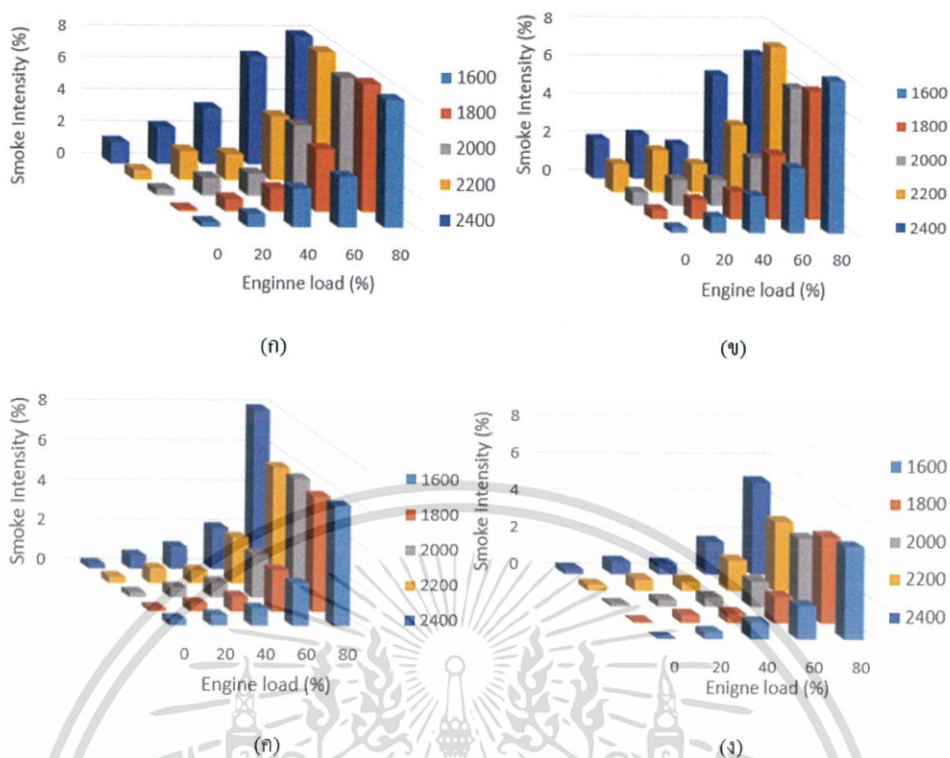 Smoke Intensity (%)
8
6
4
2
0
0 20 40 60 80
Enginne load (%)
1600
1800
2000
2200
2400
(ก)
Smoke Intensity (%)
8
6
4
2
0
0 20 40 60 80
Engine load (%)
1600
1800
2000
2200
2400
(ข)
Smoke Intensity (%)
8
6
4
2
0
0 20 40 60 80
Engine load (%)
1600
1800
2000
2200
2400
(ค)
Smoke Intensity (%)
8
6
4
2
0
0 20 40 60 80
Enigne load (%)
1600
1800
2000
2200
2400
(ง)